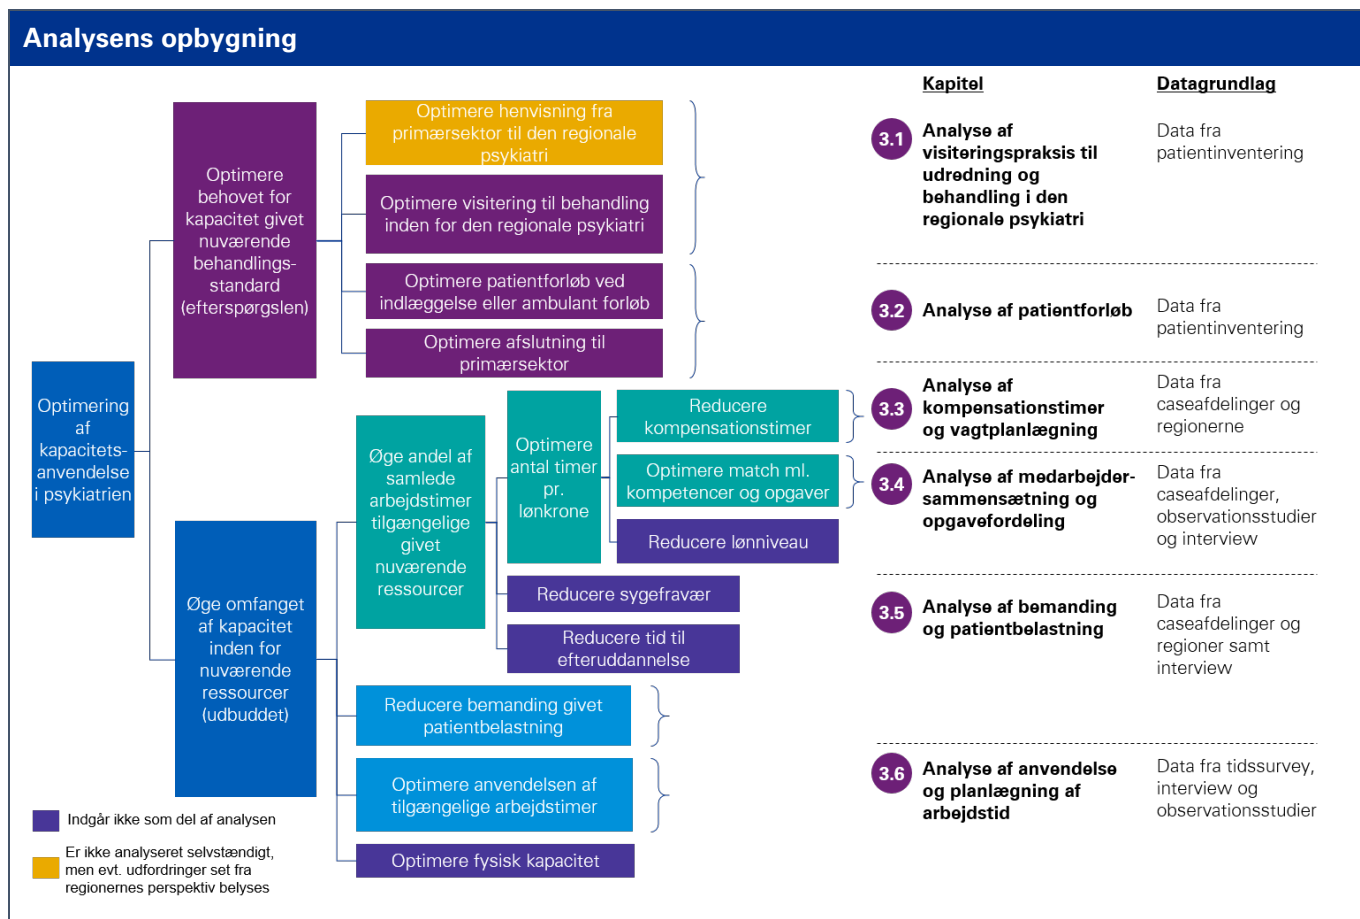 Analysens opbygning
Optimering
af
kapacitets-
anvendelse
i psykiatrien
Optimere
behovet for
kapacitet givet
nuværende
behandlings-
standard
(efterspørgslen)
Optimere henvisning fra
primærsektor til den regionale
psykiatri
Optimere visitering til behandling
inden for den regionale psykiatri
Optimere patientforløb ved
indlæggelse eller ambulant forløb
Optimere afslutning til
primærsektor
Øge omfanget
af kapacitet
inden for
nuværende
ressourcer
(udbuddet)
Øge andel af
samlede
arbejdstimer
tilgængelige
givet
nuværende
ressourcer
Optimere
antal timer
pr.
lønkrone
Reducere
kompensationstimer
Optimere match ml.
kompetencer og opgaver
Reducere lønniveau
Reducere sygefravær
Reducere tid til
efteruddannelse
Reducere bemanding givet
patientbelastning
Optimere anvendelsen af
tilgængelige arbejdstimer
Optimere fysisk kapacitet
Kapitel
Datagrundlag
3.1
Analyse af
visiteringspraksis til
udredning og
behandling i den
regionale psykiatri
Data fra
patientinventering
3.2
Analyse af patientforløb
Data fra
patientinventering
3.3
Analyse af
kompensationstimer
og vagtplanlægning
Data fra
caseafdelinger og
regionerne
3.4
Analyse af medarbejder-
sammensætning og
opgavefordeling
Data fra
caseafdelinger,
observationsstudier
og interview
3.5
Analyse af bemanding
og patientbelastning
Data fra
caseafdelinger og
regioner samt
interview
3.6
Analyse af anvendelse
og planlægning af
arbejdstid
Data fra tidssurvey,
interview og
observationsstudier
Indgår ikke som del af analysen
Er ikke analyseret selvstændigt,
men evt. udfordringer set fra
regionernes perspektiv belyses